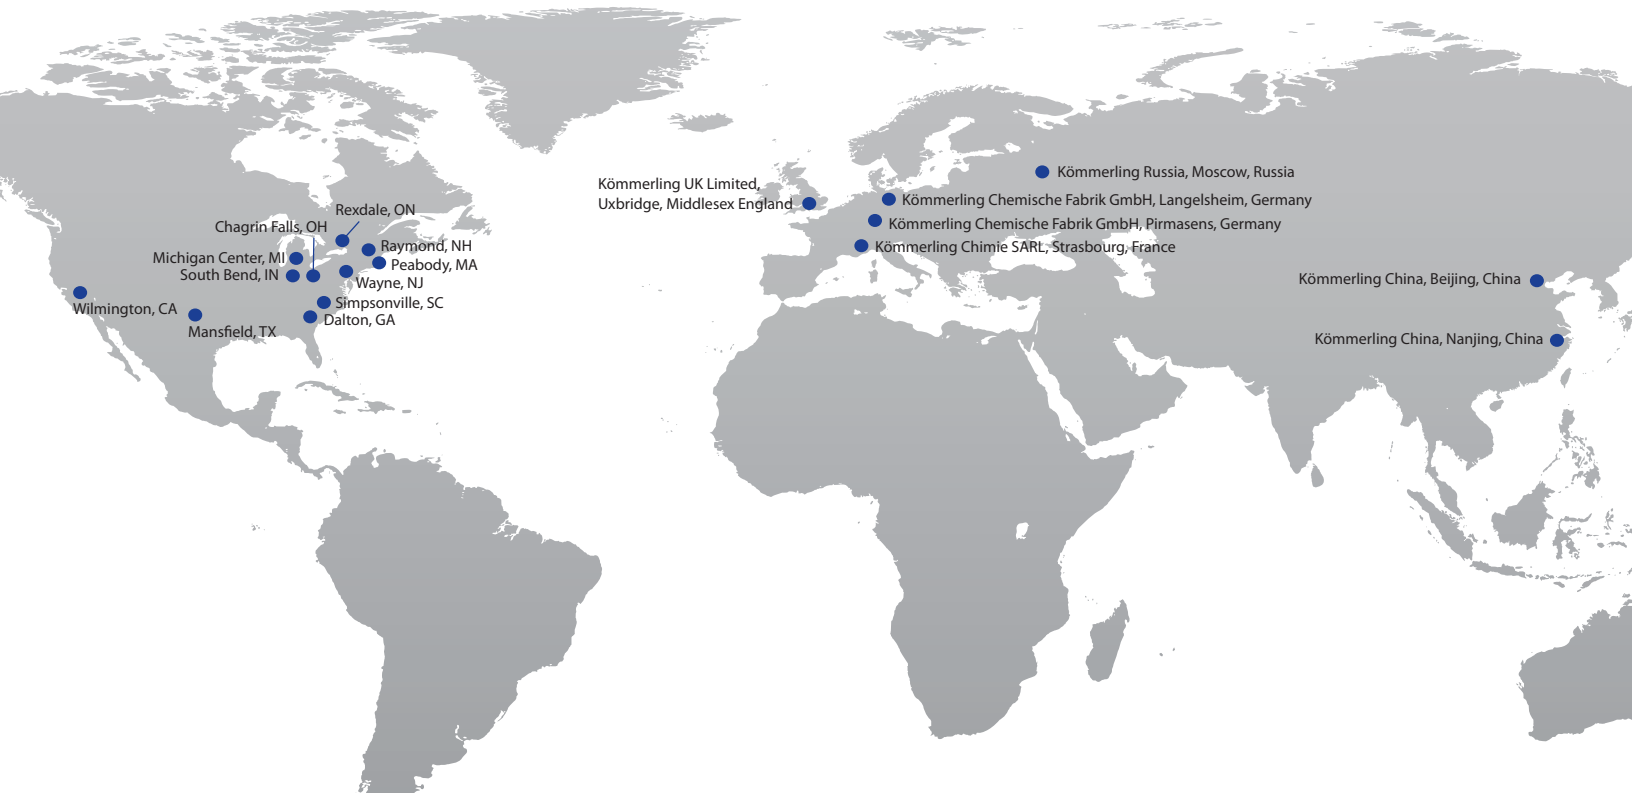 Kömmerling Russia, Moscow, Russia
Kömmerling UK Limited,
Uxbridge, Middlesex England
Kömmerling Chemische Fabrik GmbH, Langelsheim, Germany
Kömmerling Chemische Fabrik GmbH, Pirmasens, Germany
Kömmerling Chimie SARL, Strasbourg, France
Rexdale, ON
Chagrin Falls, OH
Raymond, NH
Michigan Center, MI
Peabody, MA
South Bend, IN
Wayne, NJ
Kömmerling China, Beijing, China
Simpsonville, SC
Wilmington, CA
Dalton, GA
Mansfield, TX
Kömmerling China, Nanjing, China